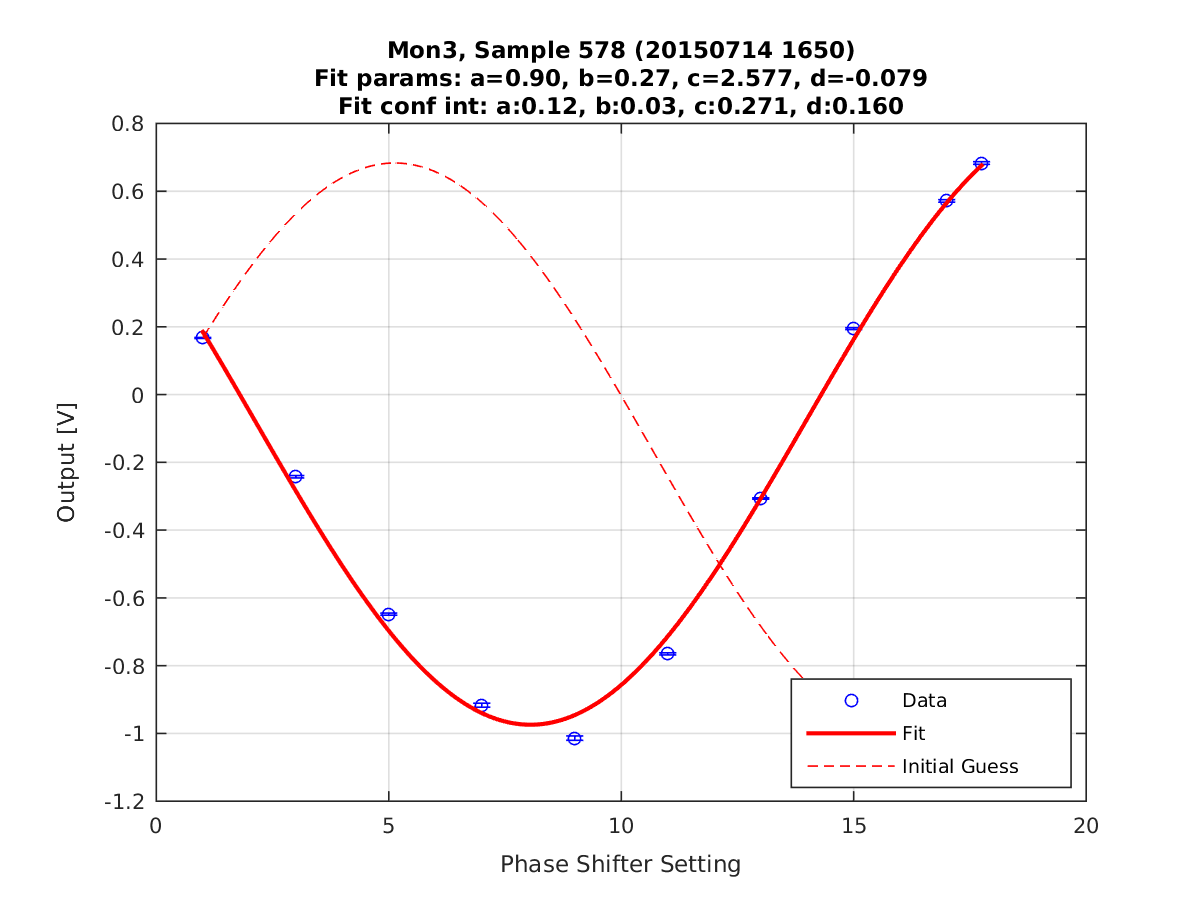 Mon3, Sample 578 (20150714 1650)
Fit params: a=0.90, b=0.27, c=2.577, d=-0.079
Fit conf int: a:0.12, b:0.03, c:0.271, d:0.160
0.8
0.6
0.4
0.2
0
-0.2
-0.4
-0.6
-0.8
-1
-1.2
Output [V]
Data
Fit
Initial Guess
0 5 10 15 20
Phase Shifter Setting